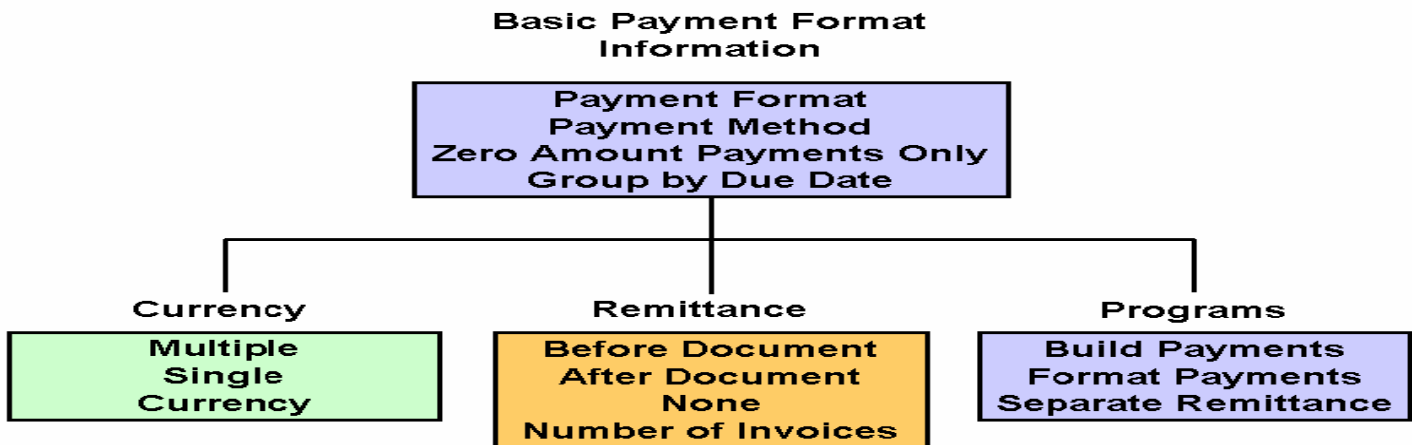 Basic Payment Format
Information
Payment Format
Payment Method
Zero Amount Payments Only
Group by Due Date
Currency
Multiple
Single
Currency
Remittance
Before Document
After Document
None
Number of Invoices
Programs
Build Payments
Format Payments
Separate Remittance